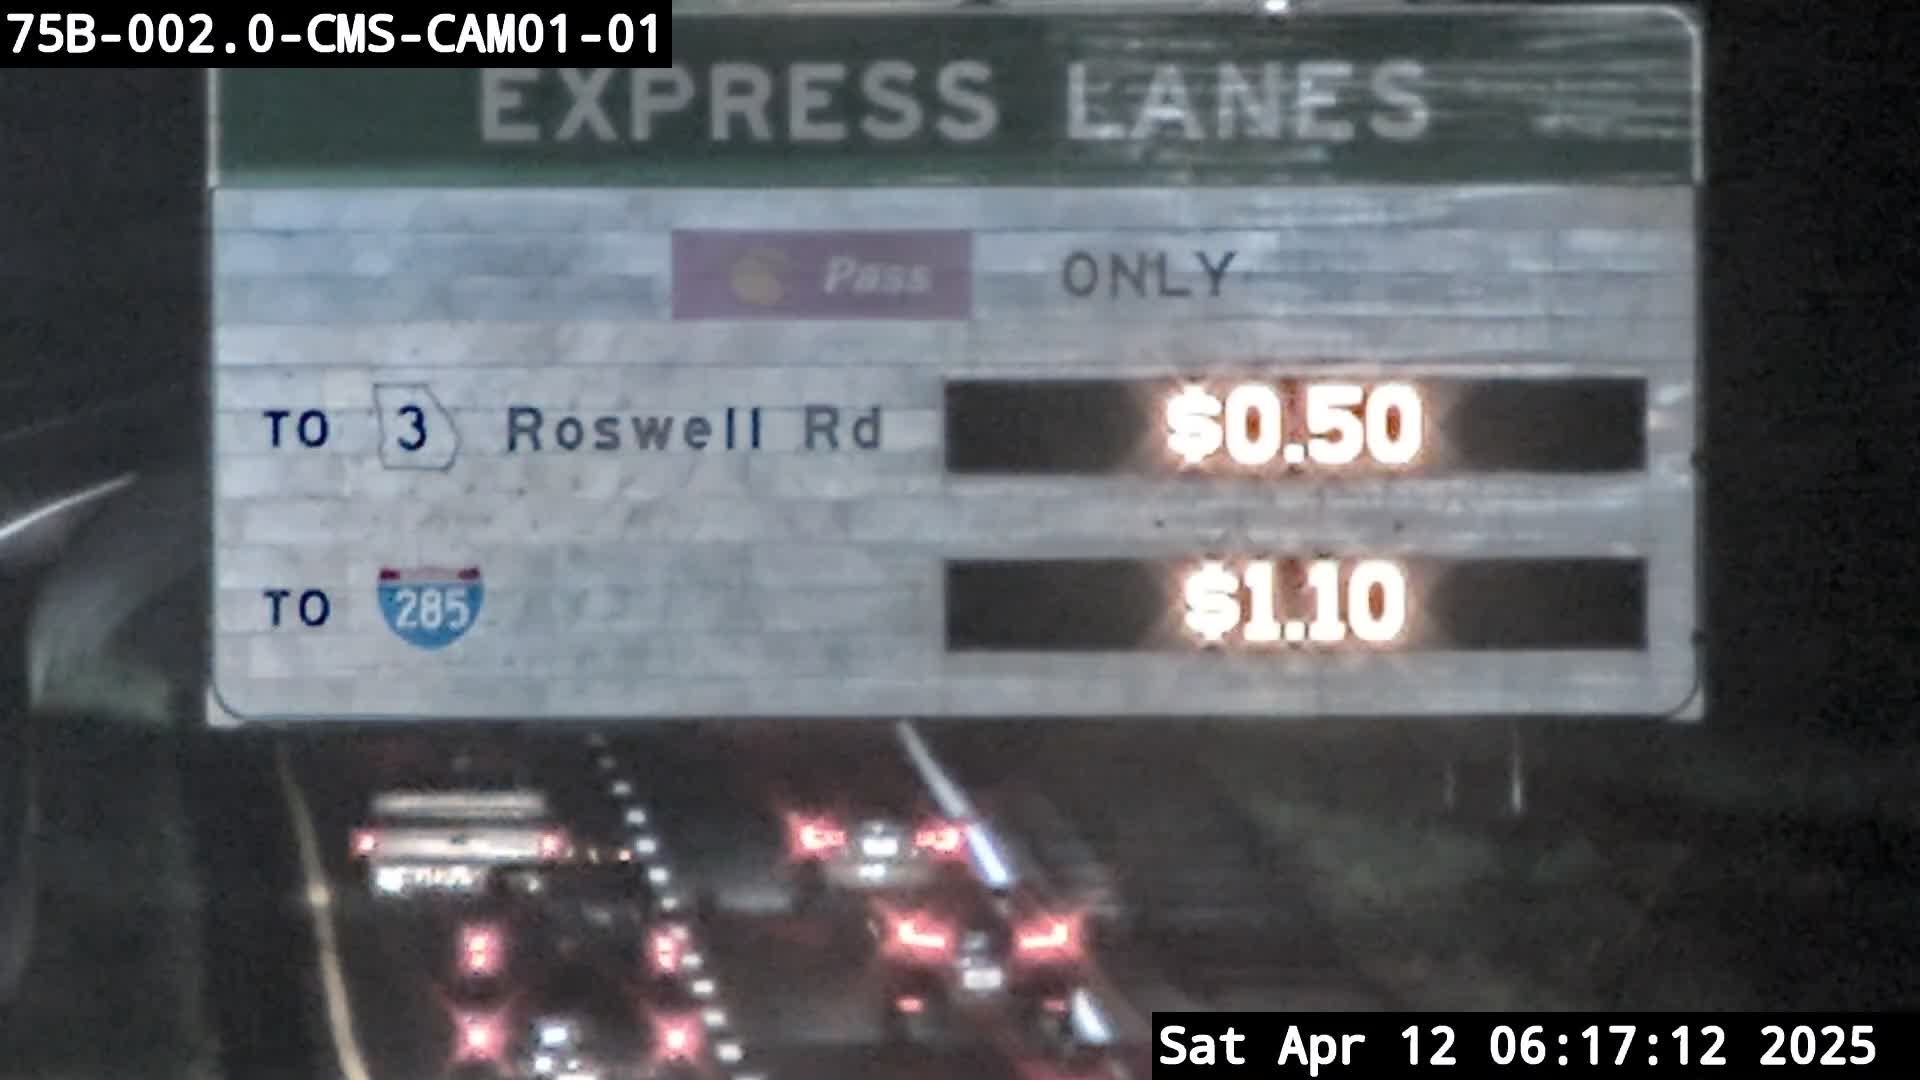 75B-002.0-CMS-CAM01-01
EXPRESS LANES
Pass ONLY
TO 3 Roswell Rd $0.50
TO 285 $1.10
Sat Apr 12 06:17:12 2025